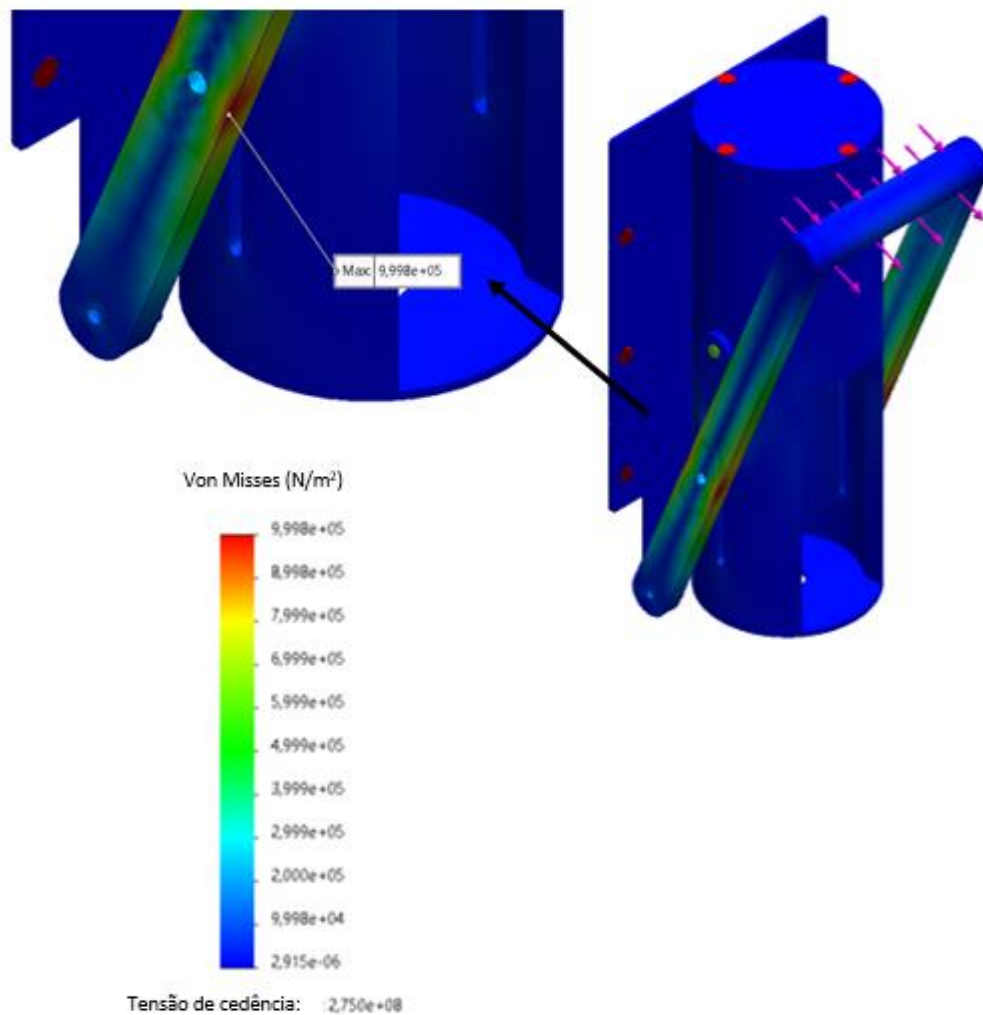 Max: 9,998e+05
Von Misses (N/m²)
9,998e+05
8,998e+05
7,999e+05
6,999e+05
5,999e+05
4,999e+05
3,999e+05
2,999e+05
2,000e+05
9,998e+04
2,915e-06
Tensão de cedência: 2,750e+08